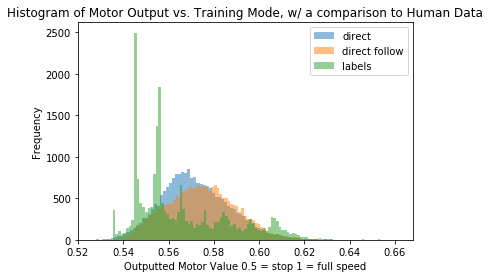 Histogram of Motor Output vs. Training Mode, w/ a comparison to Human Data
direct
direct follow
labels
Frequency
2500
2000
1500
1000
500
0
0.52 0.54 0.56 0.58 0.60 0.62 0.64 0.66
Outputted Motor Value 0.5 = stop 1 = full speed